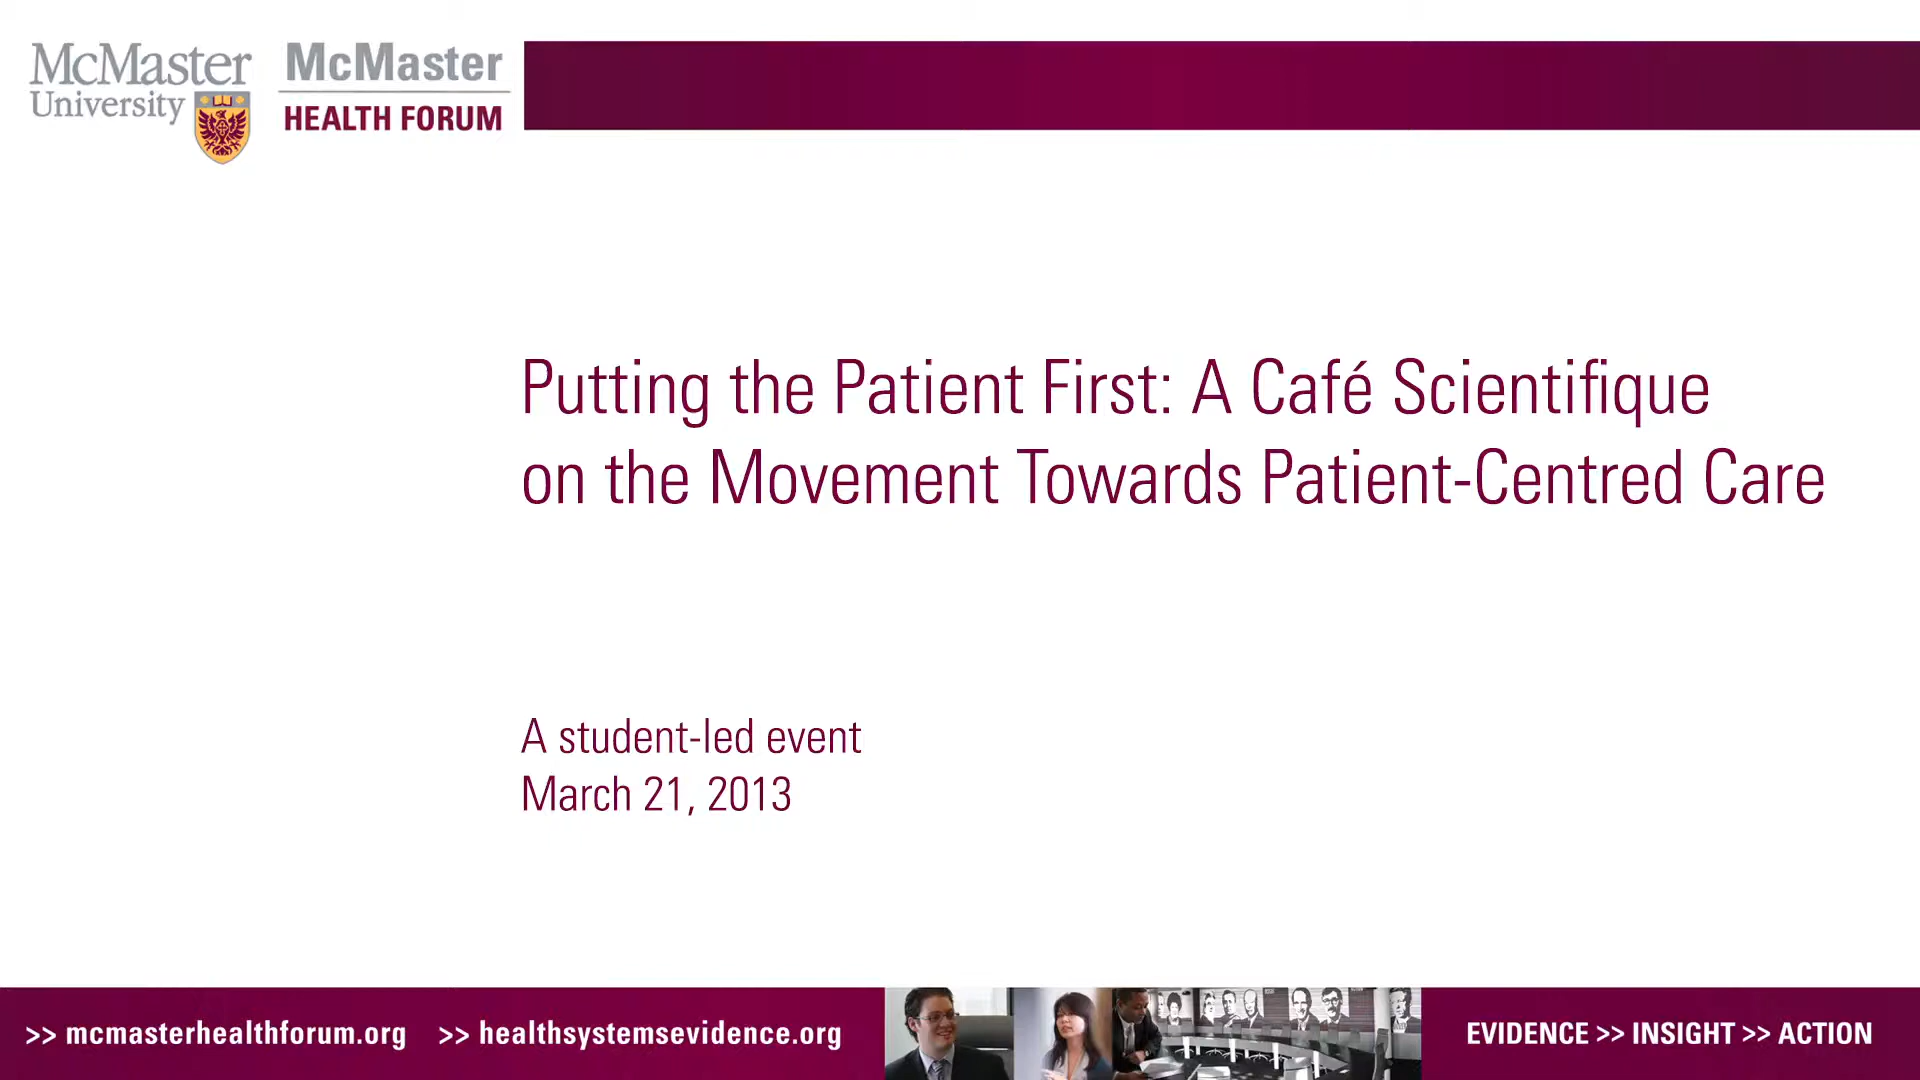 McMaster
University
McMaster
HEALTH FORUM
Putting the Patient First: A Café Scientifique
on the Movement Towards Patient-Centred Care
A student-led event
March 21, 2013
>> mcmasterhealthforum.org >> healthsystemsevidence.org
EVIDENCE >> INSIGHT >> ACTION